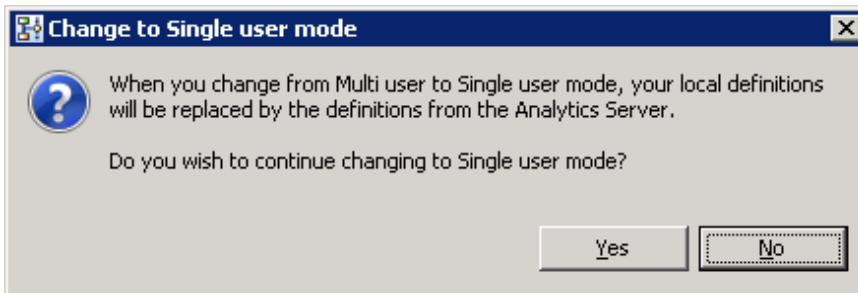 Change to Single user mode
When you change from Multi user to Single user mode, your local definitions
will be replaced by the definitions from the Analytics Server.
Do you wish to continue changing to Single user mode?
Yes
No